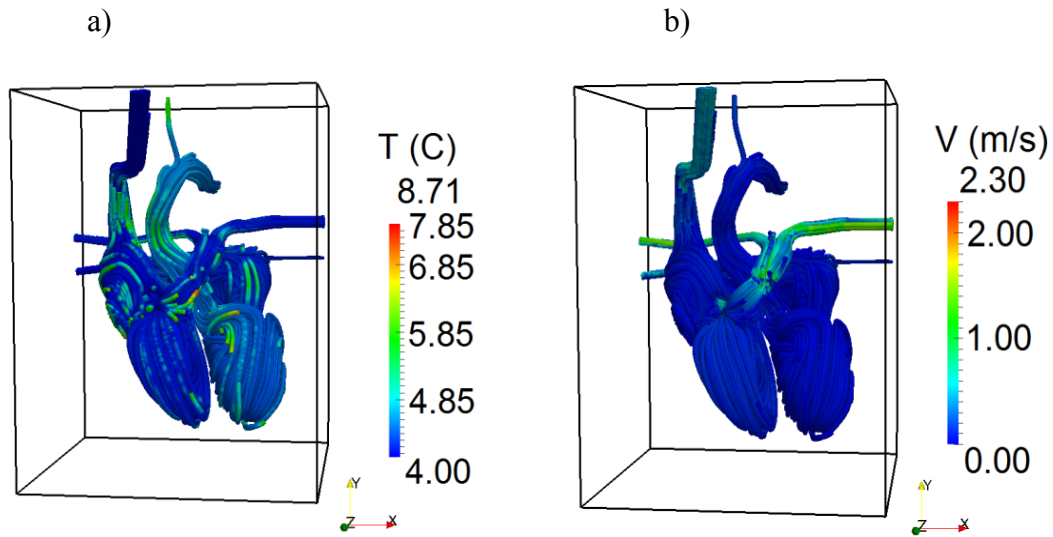 a)
b)
T (C)
8.71
7.85
6.85
5.85
4.85
4.00
Y
Z
X
V (m/s)
2.30
2.00
1.00
0.00
Y
Z
X